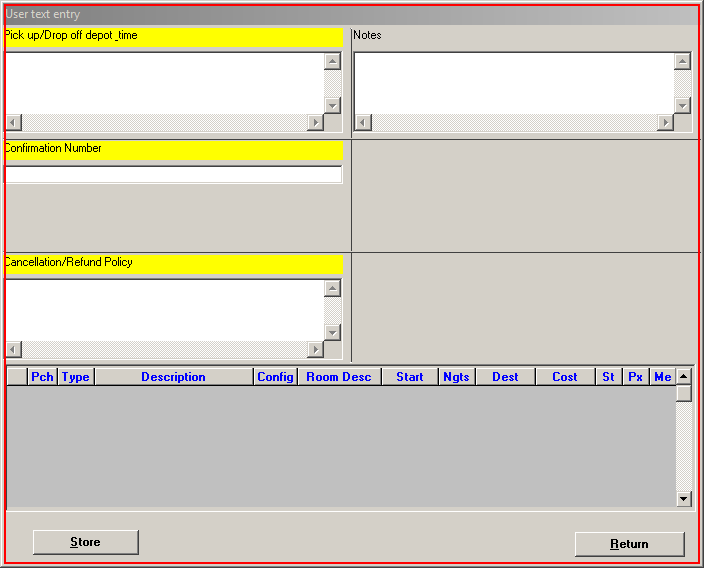 User text entry
Pick up/Drop off depot_time
Notes
Confirmation Number
Cancellation/Refund Policy
Pch Type Description Config Room Desc Start Ngts Dest Cost St Px Me
Store
Return